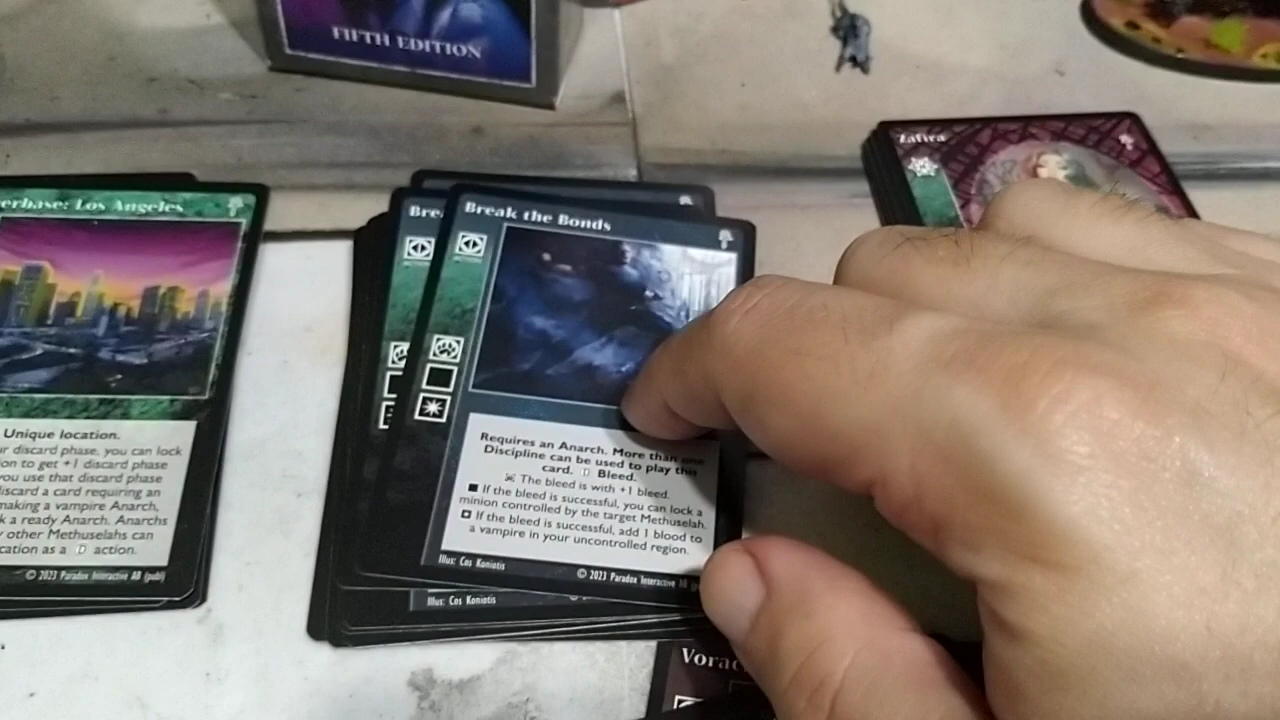 FIFTH EDITION
Zafira
erbase: Los Angeles
Unique location.
r discard phase, you can lock
on to get +1 discard phase
you use that discard phase
iscard a card requiring an
making a vampire Anarch,
k a ready Anarch. Anarchs
y other Methuselahs can
cation as a D action.
© 2023 Paradox Interactive AB (publ)
Brea
Break the Bonds
Requires an Anarch. More than one
Discipline can be used to play this
card. D Bleed.
The bleed is with +1 bleed.
If the bleed is successful, you can lock a
minion controlled by the target Methuselah.
If the bleed is successful, add 1 blood to
a vampire in your uncontrolled region.
Illus: Cos Koniotis
© 2023 Paradox Interactive AB (p
Illus: Cos Koniotis
Vorac